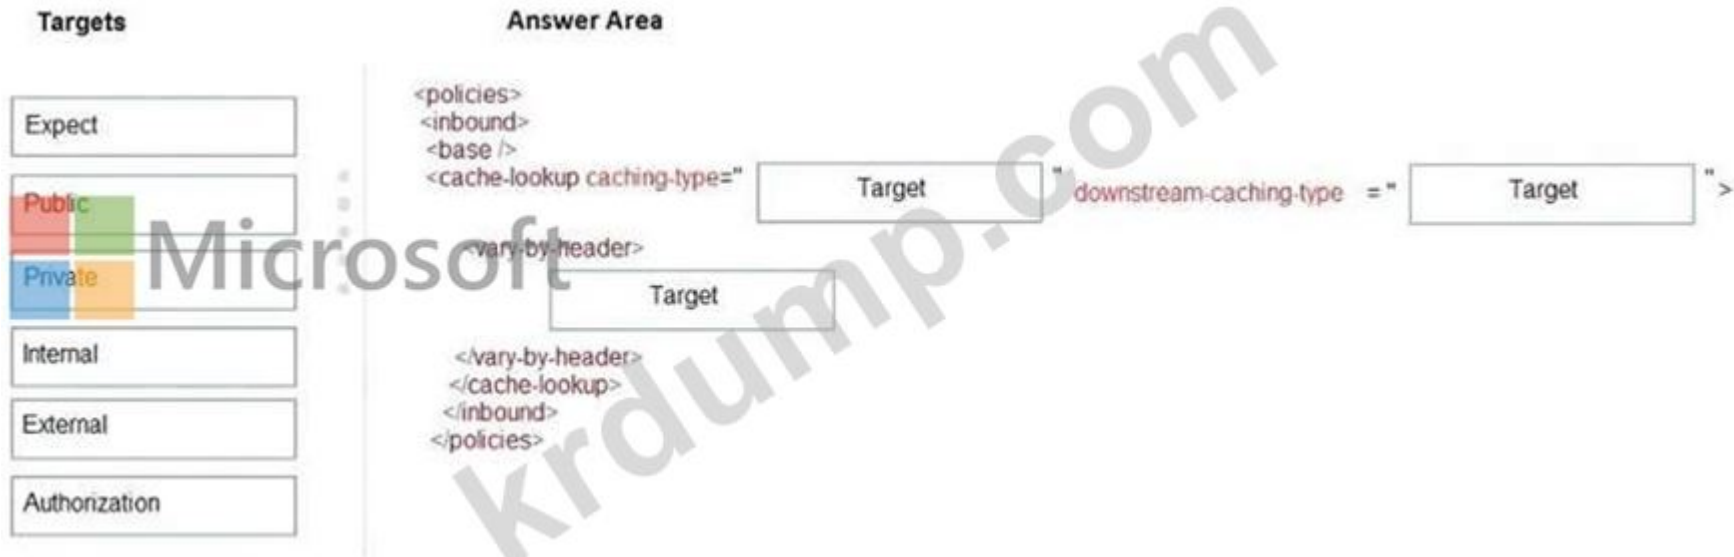 Targets
Answer Area
Expect
Public
Private
Internal
External
Authorization
Microsoft
<policies>
<inbound>
<base />
<cache-lookup caching-type=" Target " downstream-caching-type = " Target ">
<vary-by-header>
Target
</vary-by-header>
</cache-lookup>
</inbound>
</policies>
krdump.com